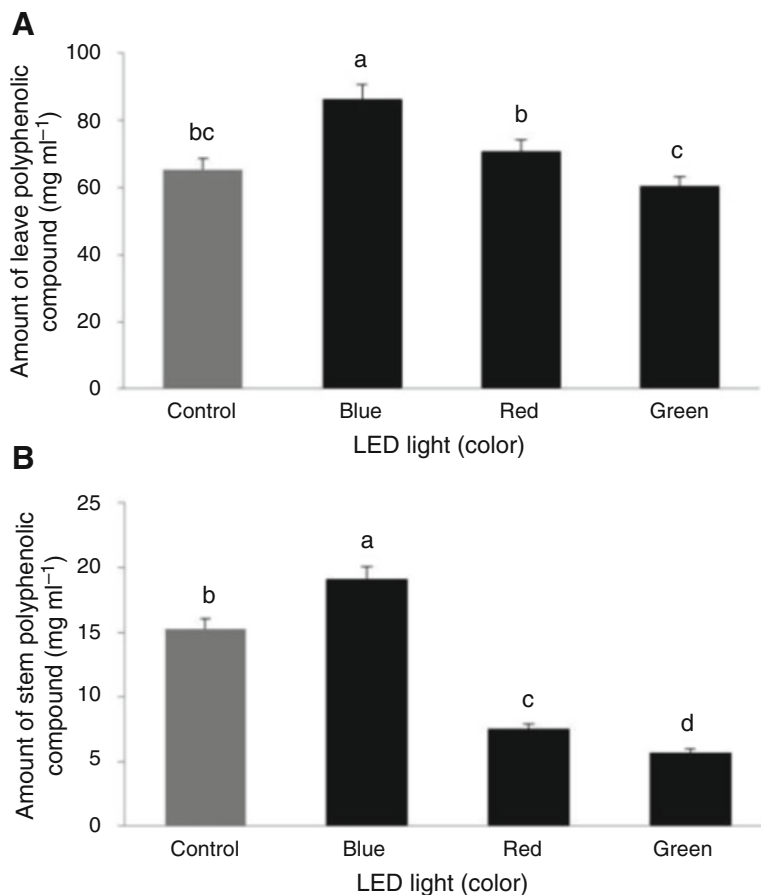 A
Amount of leave polyphenolic
compound (mg ml⁻¹)
100
80
60
40
20
0
bc
a
b
c
Control Blue Red Green
LED light (color)
B
Amount of stem polyphenolic
compound (mg ml⁻¹)
25
20
15
10
5
0
b
a
c
d
Control Blue Red Green
LED light (color)